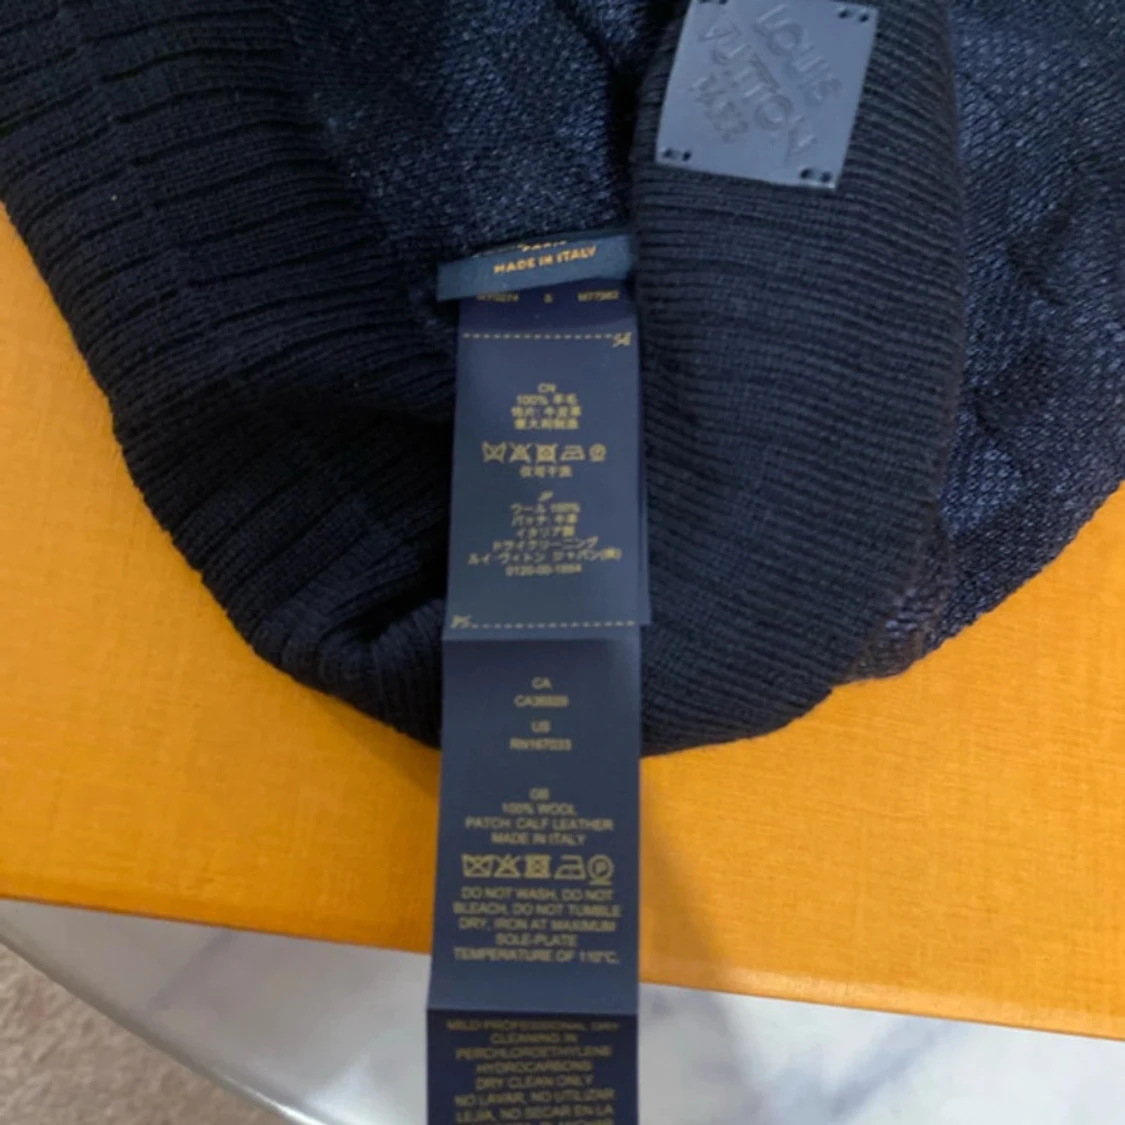 LOUIS
VUITTON
PARIS
MADE IN ITALY
S
CN
100% 羊毛
饰片: 牛皮革
意大利制造
仅可干洗
JP
ウール 100%
パッチ: 牛革
イタリア製
ドライクリーニング
ルイ・ヴィトン ジャパン(株)
0120-00-1854
CA
US
GB
100% WOOL
PATCH: CALF LEATHER
MADE IN ITALY
P
DO NOT WASH, DO NOT
BLEACH, DO NOT TUMBLE
DRY, IRON AT MAXIMUM
SOLE-PLATE
TEMPERATURE OF 110°C,
MILD PROFESSIONAL DRY
CLEANING IN
PERCHLOROETHYLENE
HYDROCARBONS
DRY CLEAN ONLY
NO LAVAR, NO UTILIZAR
LEJIA, NO SECAR EN LA